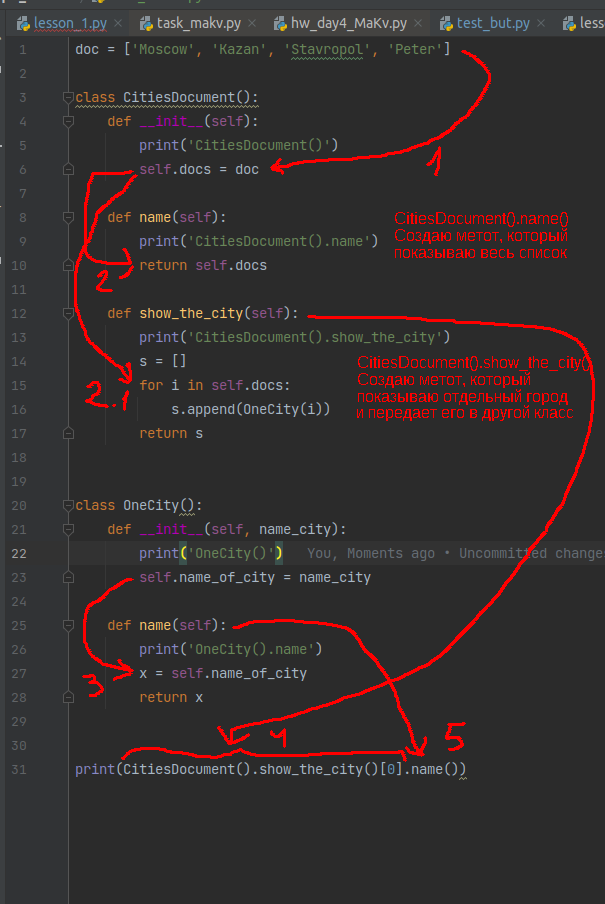 lesson_1.py × task_makv.py × hw_day4_MaKv.py × test_but.py × less
1 doc = ['Moscow', 'Kazan', 'Stavropol', 'Peter']
2
3 class CitiesDocument():
4 def __init__(self):
5 print('CitiesDocument()')
6 self.docs = doc
1
7
8 def name(self):
CitiesDocument().name()
9 print('CitiesDocument().name')
Создаю метот, который
10 return self.docs
показываю весь список
2
11
12 def show_the_city(self):
13 print('CitiesDocument().show_the_city')
14 s = []
CitiesDocument().show_the_city()
15 for i in self.docs:
Создаю метот, который
2.1
16 s.append(OneCity(i))
показываю отдельный город
и передает его в другой класс
17 return s
18
19
20 class OneCity():
21 def __init__(self, name_city):
22 print('OneCity()') You, Moments ago • Uncommitted changes
23 self.name_of_city = name_city
24
25 def name(self):
26 print('OneCity().name')
27 x = self.name_of_city
3
28 return x
29
4 5
30
31 print(CitiesDocument().show_the_city()[0].name())